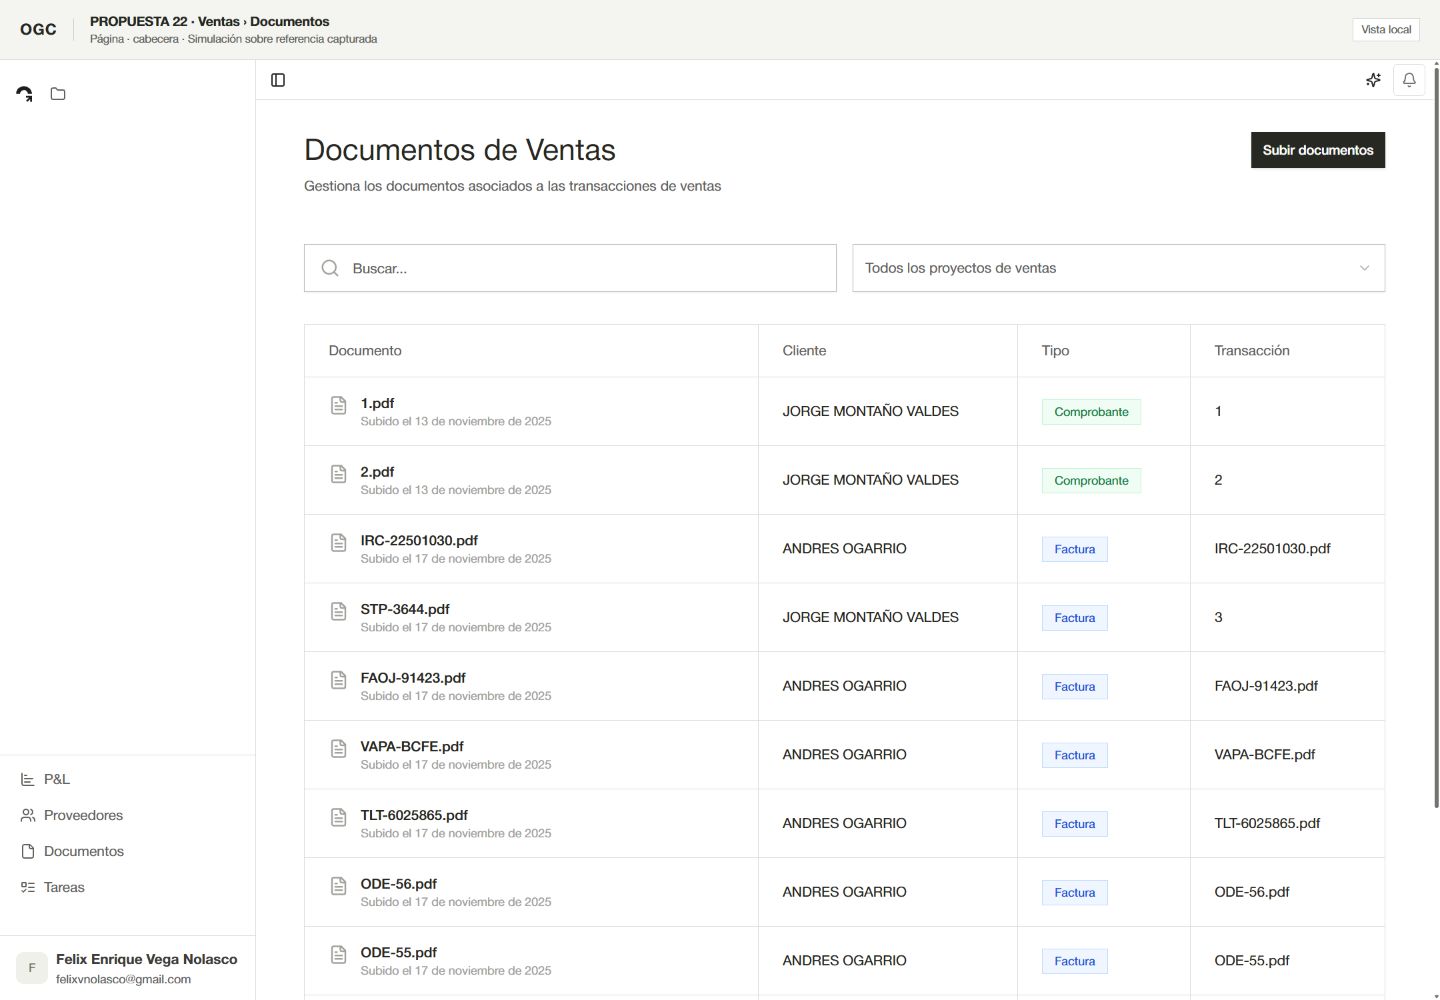 OGC
PROPUESTA 22 · Ventas › Documentos
Página · cabecera · Simulación sobre referencia capturada
Vista local
Documentos de Ventas
Gestiona los documentos asociados a las transacciones de ventas
Subir documentos
Buscar...
Todos los proyectos de ventas
Documento Cliente Tipo Transacción
1.pdf
Subido el 13 de noviembre de 2025
JORGE MONTAÑO VALDES Comprobante 1
2.pdf
Subido el 13 de noviembre de 2025
JORGE MONTAÑO VALDES Comprobante 2
IRC-22501030.pdf
Subido el 17 de noviembre de 2025
ANDRES OGARRIO Factura IRC-22501030.pdf
STP-3644.pdf
Subido el 17 de noviembre de 2025
JORGE MONTAÑO VALDES Factura 3
FAOJ-91423.pdf
Subido el 17 de noviembre de 2025
ANDRES OGARRIO Factura FAOJ-91423.pdf
VAPA-BCFE.pdf
Subido el 17 de noviembre de 2025
ANDRES OGARRIO Factura VAPA-BCFE.pdf
TLT-6025865.pdf
Subido el 17 de noviembre de 2025
ANDRES OGARRIO Factura TLT-6025865.pdf
ODE-56.pdf
Subido el 17 de noviembre de 2025
ANDRES OGARRIO Factura ODE-56.pdf
ODE-55.pdf
Subido el 17 de noviembre de 2025
ANDRES OGARRIO Factura ODE-55.pdf
P&L
Proveedores
Documentos
Tareas
F
Felix Enrique Vega Nolasco
felixvnolasco@gmail.com